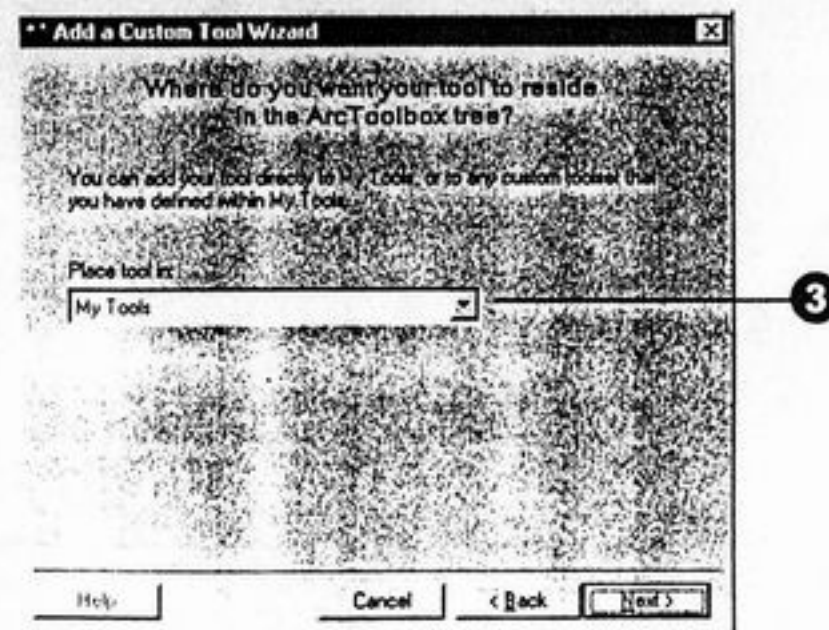 ** Add a Custom Tool Wizard
Where do you want your tool to reside
in the ArcToolbox tree?
You can add your tool directly to My Tools, or to any custom toolset that
you have defined within My Tools.
Place tool in:
My Tools
3
Help
Cancel
< Back
Next >